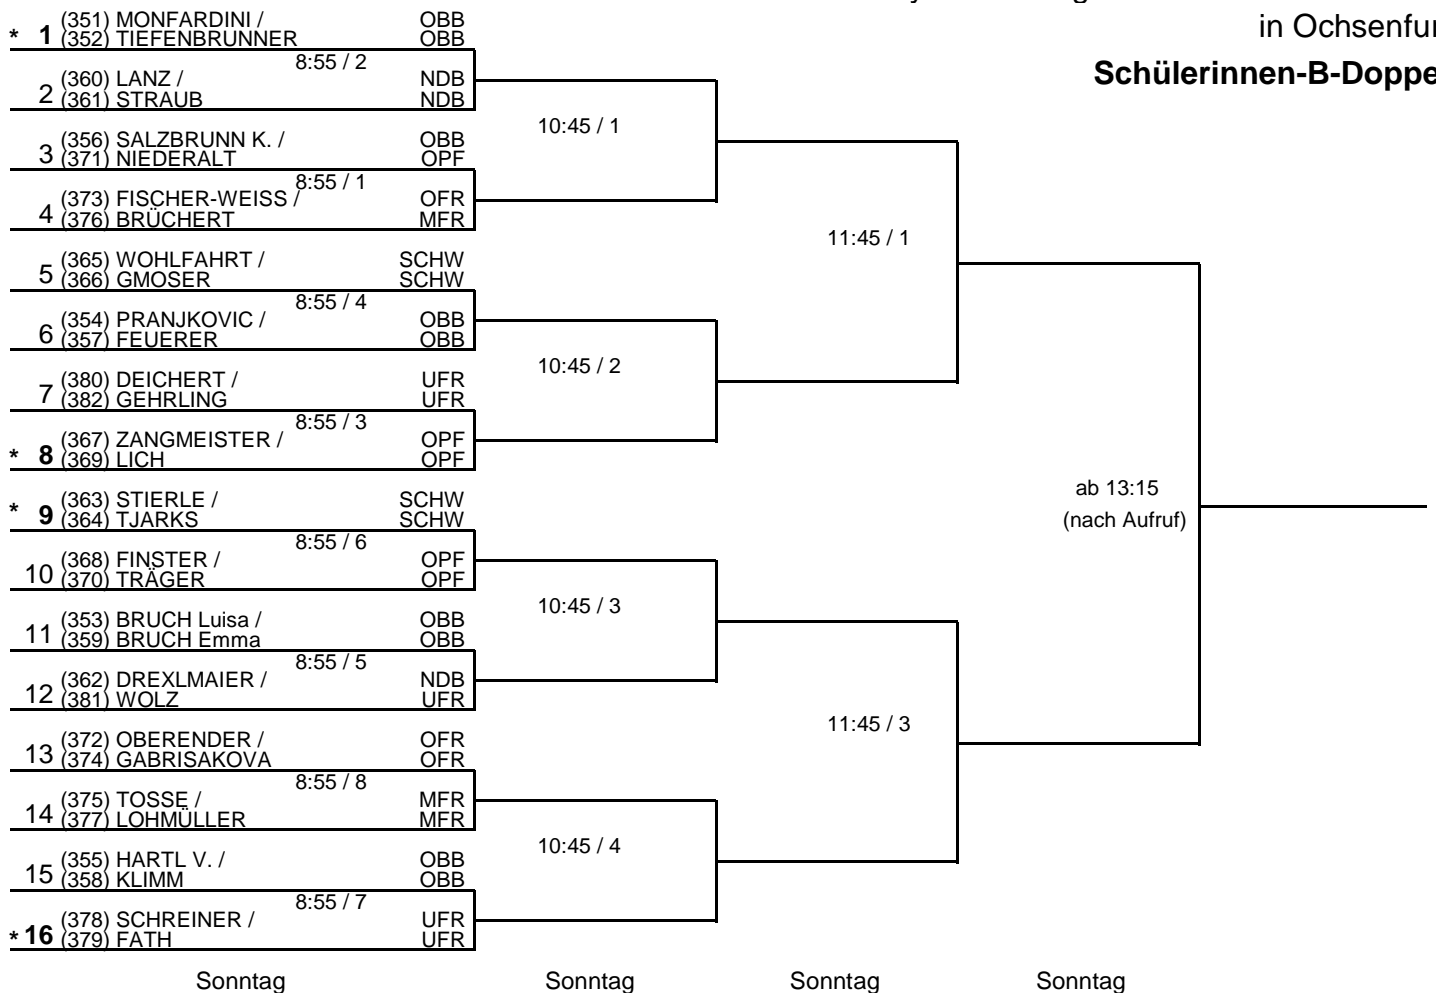 in Ochsenfur
Schülerinnen-B-Doppe
(351) MONFARDINI / OBB
* 1 (352) TIEFENBRUNNER OBB
8:55 / 2
(360) LANZ / NDB
2 (361) STRAUB NDB
10:45 / 1
(356) SALZBRUNN K. / OBB
3 (371) NIEDERALT OPF
8:55 / 1
(373) FISCHER-WEISS / OFR
4 (376) BRÜCHERT MFR
11:45 / 1
(365) WOHLFAHRT / SCHW
5 (366) GMOSER SCHW
8:55 / 4
(354) PRANJKOVIC / OBB
6 (357) FEUERER OBB
10:45 / 2
(380) DEICHERT / UFR
7 (382) GEHRLING UFR
8:55 / 3
(367) ZANGMEISTER / OPF
* 8 (369) LICH OPF
ab 13:15
(nach Aufruf)
(363) STIERLE / SCHW
* 9 (364) TJARKS SCHW
8:55 / 6
(368) FINSTER / OPF
10 (370) TRÄGER OPF
10:45 / 3
(353) BRUCH Luisa / OBB
11 (359) BRUCH Emma OBB
8:55 / 5
(362) DREXLMAIER / NDB
12 (381) WOLZ UFR
11:45 / 3
(372) OBERENDER / OFR
13 (374) GABRISAKOVA OFR
8:55 / 8
(375) TOSSE / MFR
14 (377) LOHMÜLLER MFR
10:45 / 4
(355) HARTL V. / OBB
15 (358) KLIMM OBB
8:55 / 7
(378) SCHREINER / UFR
* 16 (379) FATH UFR
Sonntag Sonntag Sonntag Sonntag